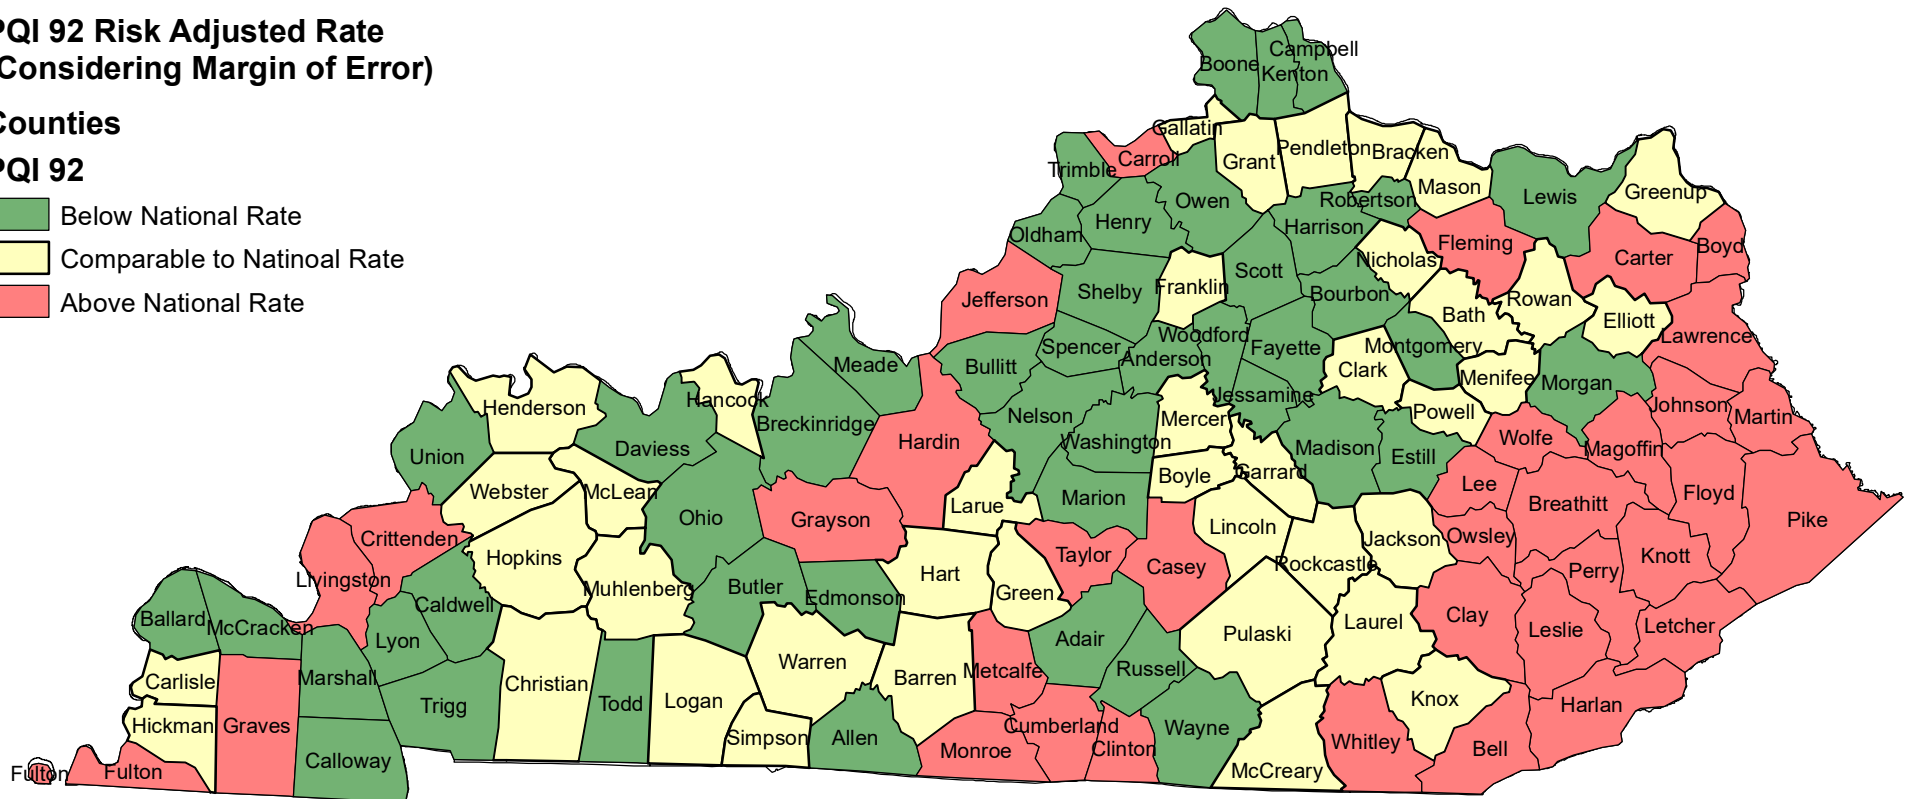 PQI 92 Risk Adjusted Rate
(Considering Margin of Error)
Counties
PQI 92
Below National Rate
Comparable to Natinoal Rate
Above National Rate
Campbell
Boone
Kenton
Gallatin
Carroll
Grant
Pendleton
Bracken
Trimble
Mason
Owen
Robertson
Lewis
Greenup
Henry
Harrison
Oldham
Fleming
Boyd
Carter
Nicholas
Scott
Shelby
Franklin
Bourbon
Jefferson
Rowan
Bath
Elliott
Woodford
Lawrence
Spencer
Fayette
Montgomery
Anderson
Meade
Bullitt
Clark
Menifee
Morgan
Jessamine
Hancock
Henderson
Johnson
Powell
Nelson
Martin
Mercer
Breckinridge
Wolfe
Hardin
Washington
Daviess
Madison
Magoffin
Union
Estill
Garrard
Boyle
Lee
Webster
McLean
Floyd
Marion
Breathitt
Larue
Ohio
Grayson
Pike
Lincoln
Crittenden
Jackson
Owsley
Taylor
Knott
Hopkins
Casey
Rockcastle
Perry
Hart
Livingston
Butler
Muhlenberg
Green
Edmonson
Caldwell
Clay
Ballard
McCracken
Laurel
Letcher
Leslie
Pulaski
Adair
Lyon
Warren
Russell
Metcalfe
Barren
Marshall
Carlisle
Christian
Knox
Logan
Todd
Trigg
Harlan
Hickman
Graves
Cumberland
Wayne
Simpson
Allen
Whitley
Bell
Clinton
Monroe
Calloway
McCreary
Fulton
Fulton